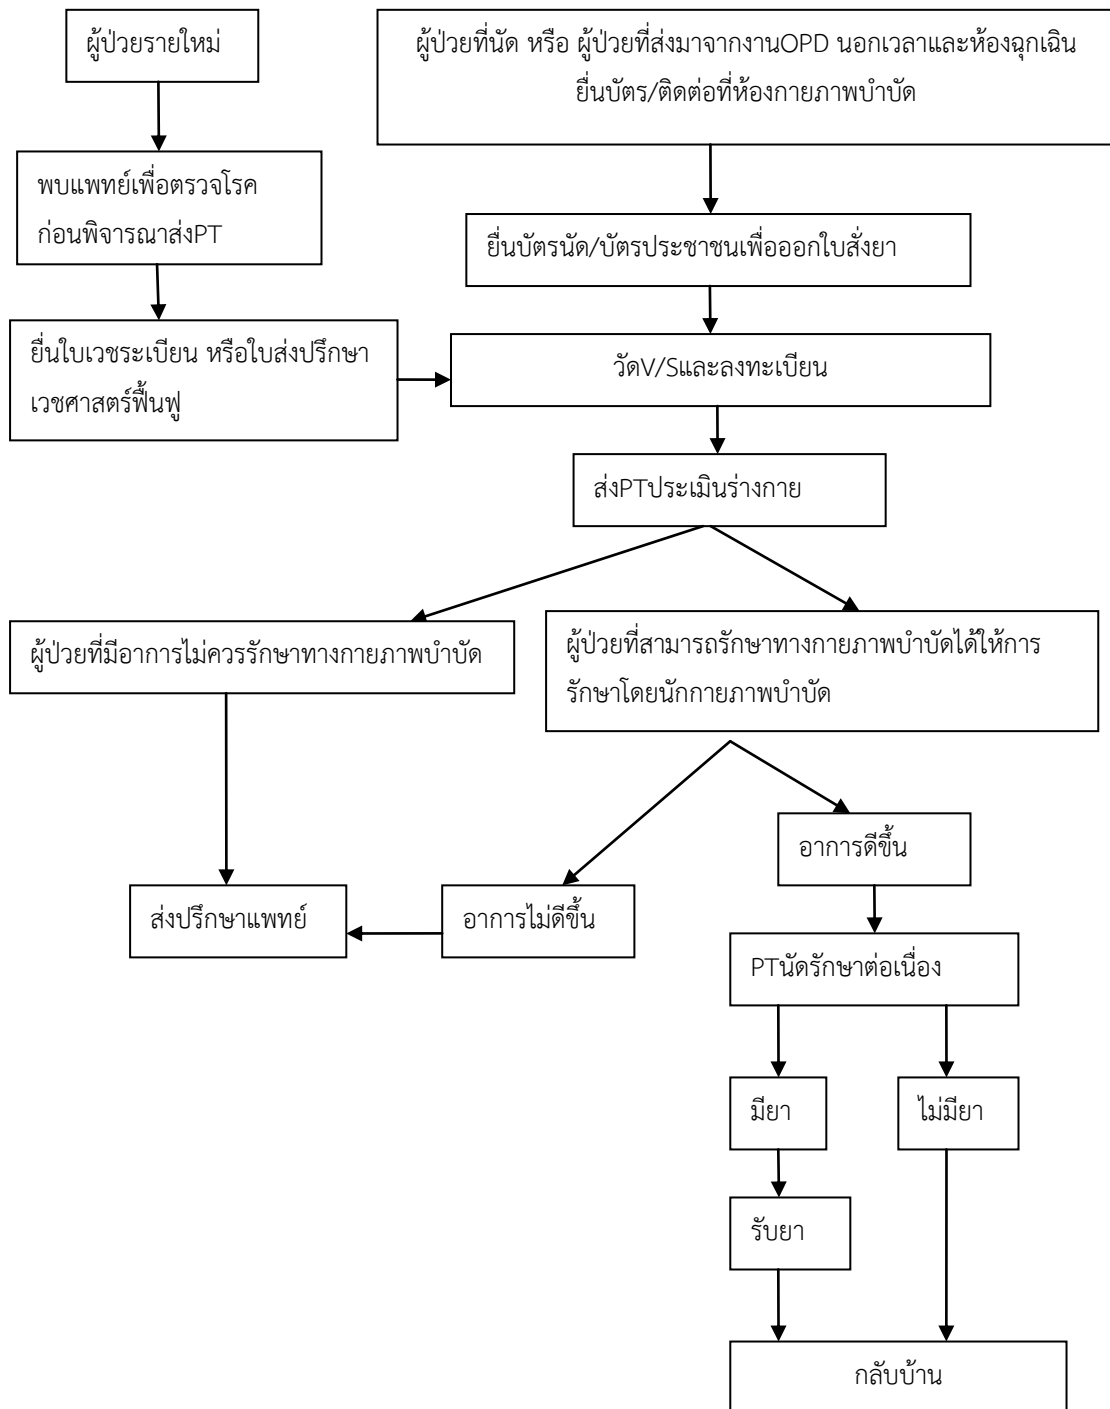 ผู้ป่วยรายใหม่
ผู้ป่วยที่นัด หรือ ผู้ป่วยที่ส่งมาจากงานOPD นอกเวลาและห้องฉุกเฉิน
ยื่นบัตร/ติดต่อที่ห้องกายภาพบำบัด
พบแพทย์เพื่อตรวจโรค
ก่อนพิจารณาส่งPT
ยื่นบัตรนัด/บัตรประชาชนเพื่อออกใบสั่งยา
ยื่นใบเวชระเบียน หรือใบส่งปรึกษา
เวชศาสตร์ฟื้นฟู
วัดV/Sและลงทะเบียน
ส่งPTประเมินร่างกาย
ผู้ป่วยที่มีอาการไม่ควรรักษาทางกายภาพบำบัด
ผู้ป่วยที่สามารถรักษาทางกายภาพบำบัดได้ให้การ
รักษาโดยนักกายภาพบำบัด
อาการดีขึ้น
ส่งปรึกษาแพทย์
อาการไม่ดีขึ้น
PTนัดรักษาต่อเนื่อง
มียา
ไม่มียา
รับยา
กลับบ้าน